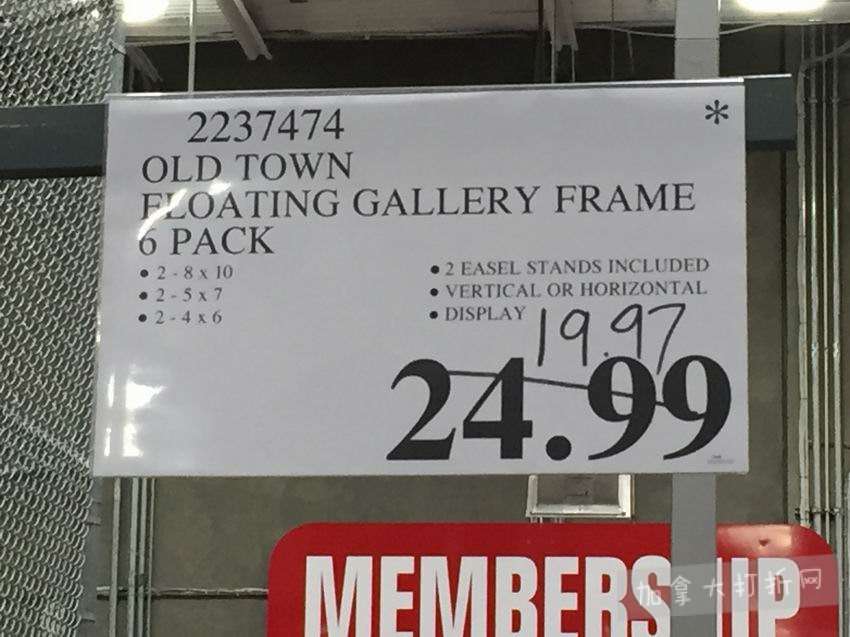 2237474 *
OLD TOWN
FLOATING GALLERY FRAME
6 PACK
• 2 - 8 x 10
• 2 - 5 x 7
• 2 - 4 x 6
• 2 EASEL STANDS INCLUDED
• VERTICAL OR HORIZONTAL
• DISPLAY
19.97
24.99
MEMBERS UP
加拿大打折网